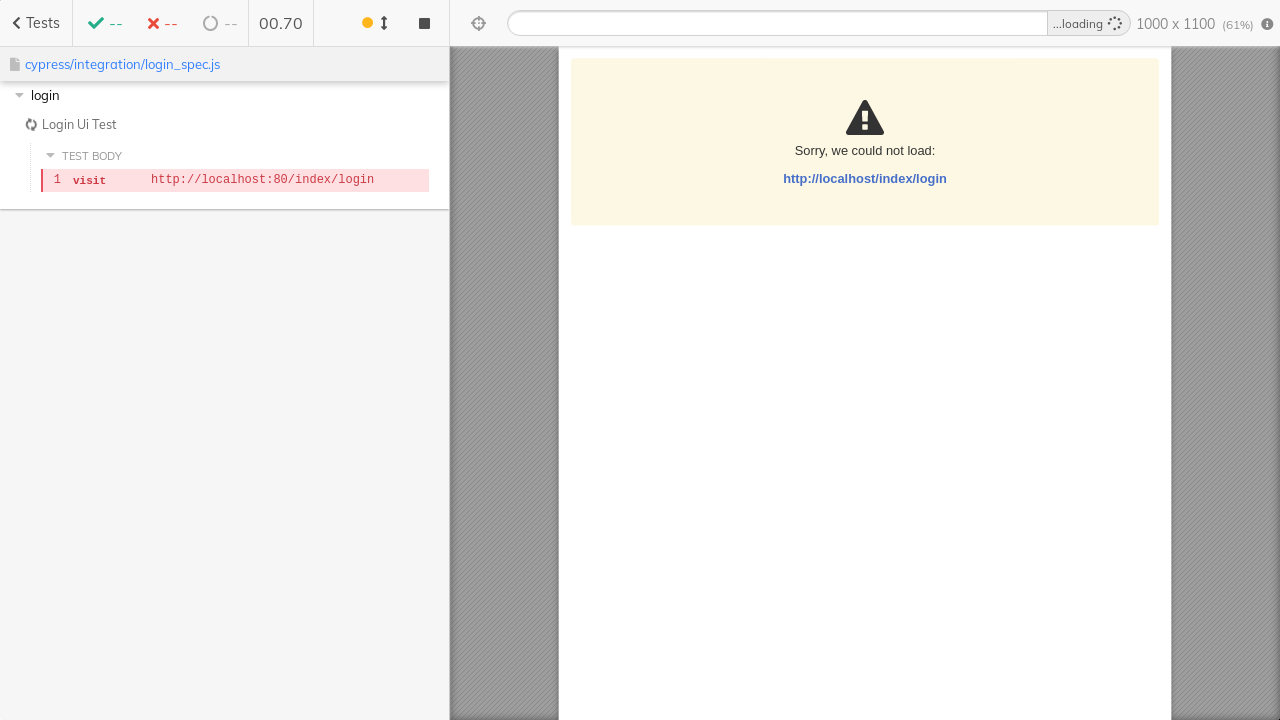 Tests -- -- -- 00.70 ...loading 1000 x 1100 (61%)
cypress/integration/login_spec.js
login
Login Ui Test
TEST BODY
1 visit http://localhost:80/index/login
Sorry, we could not load:
http://localhost/index/login